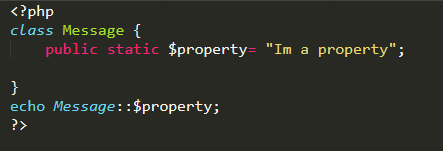 <?php
class Message {
    public static $property= "Im a property";

}
echo Message::$property;
?>